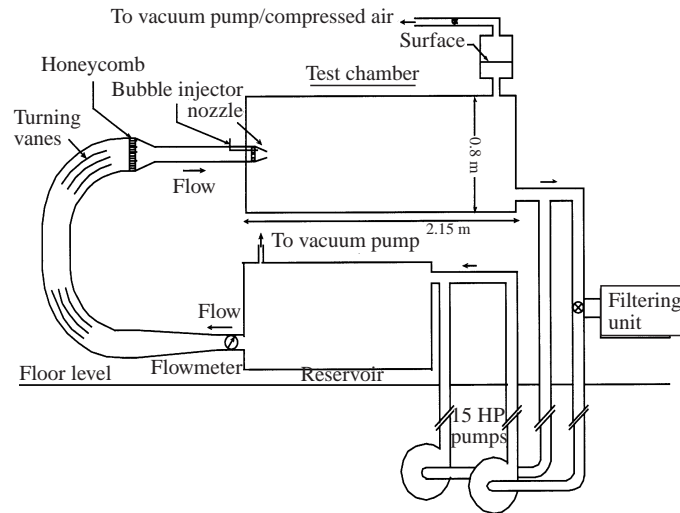 To vacuum pump/compressed air
Surface
Honeycomb
Test chamber
Bubble injector
nozzle
Turning
vanes
0.8 m
Flow
2.15 m
To vacuum pump
Flow
Filtering
unit
Floor level
Flowmeter
Reservoir
15 HP
pumps